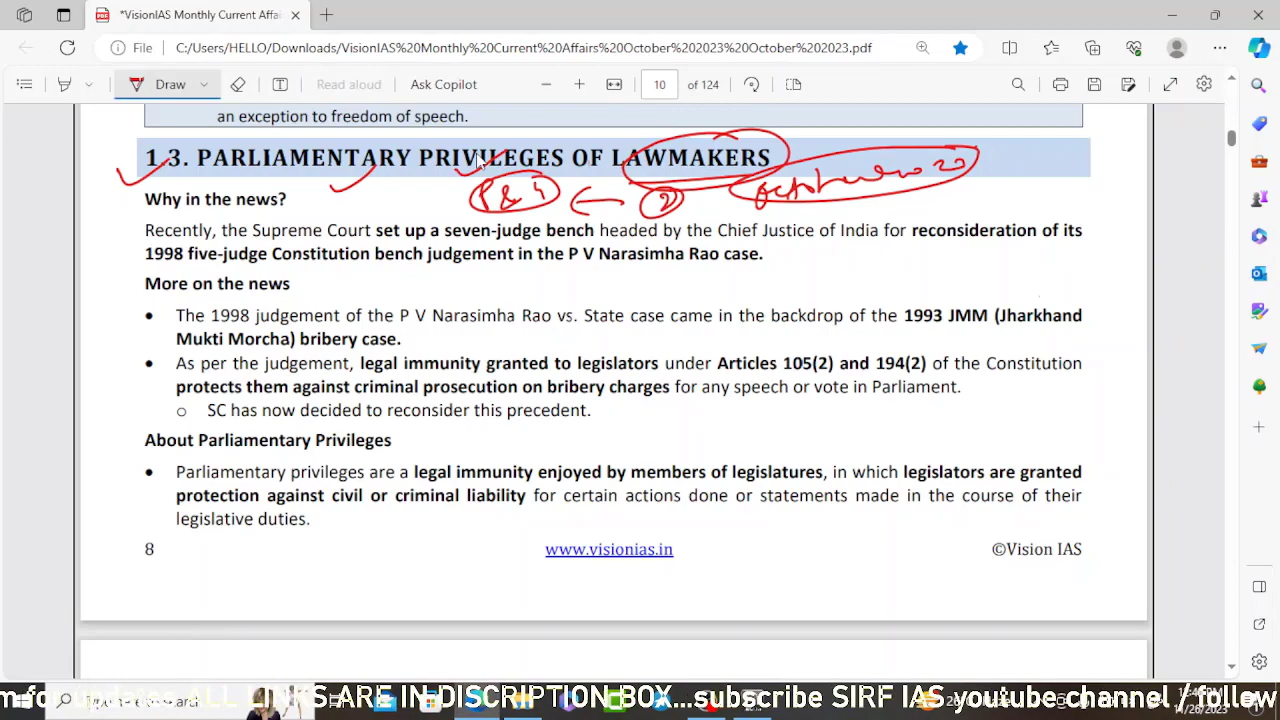 *VisionIAS Monthly Current Affai
File C:/Users/HELLO/Downloads/VisionIAS%20Monthly%20Current%20Affairs%20October%202023%20October%202023.pdf
Draw Read aloud Ask Copilot 10 of 124
an exception to freedom of speech.
1.3. PARLIAMENTARY PRIVILEGES OF LAWMAKERS
P & I 2
Why in the news?
Recently, the Supreme Court set up a seven-judge bench headed by the Chief Justice of India for reconsideration of its
1998 five-judge Constitution bench judgement in the P V Narasimha Rao case.
More on the news
• The 1998 judgement of the P V Narasimha Rao vs. State case came in the backdrop of the 1993 JMM (Jharkhand
Mukti Morcha) bribery case.
• As per the judgement, legal immunity granted to legislators under Articles 105(2) and 194(2) of the Constitution
protects them against criminal prosecution on bribery charges for any speech or vote in Parliament.
o SC has now decided to reconsider this precedent.
About Parliamentary Privileges
• Parliamentary privileges are a legal immunity enjoyed by members of legislatures, in which legislators are granted
protection against civil or criminal liability for certain actions done or statements made in the course of their
legislative duties.
8 www.visionias.in ©Vision IAS
ALL LINKS ARE IN DISCRIPTION BOX...subscribe SIRF IAS youtube channel / follow